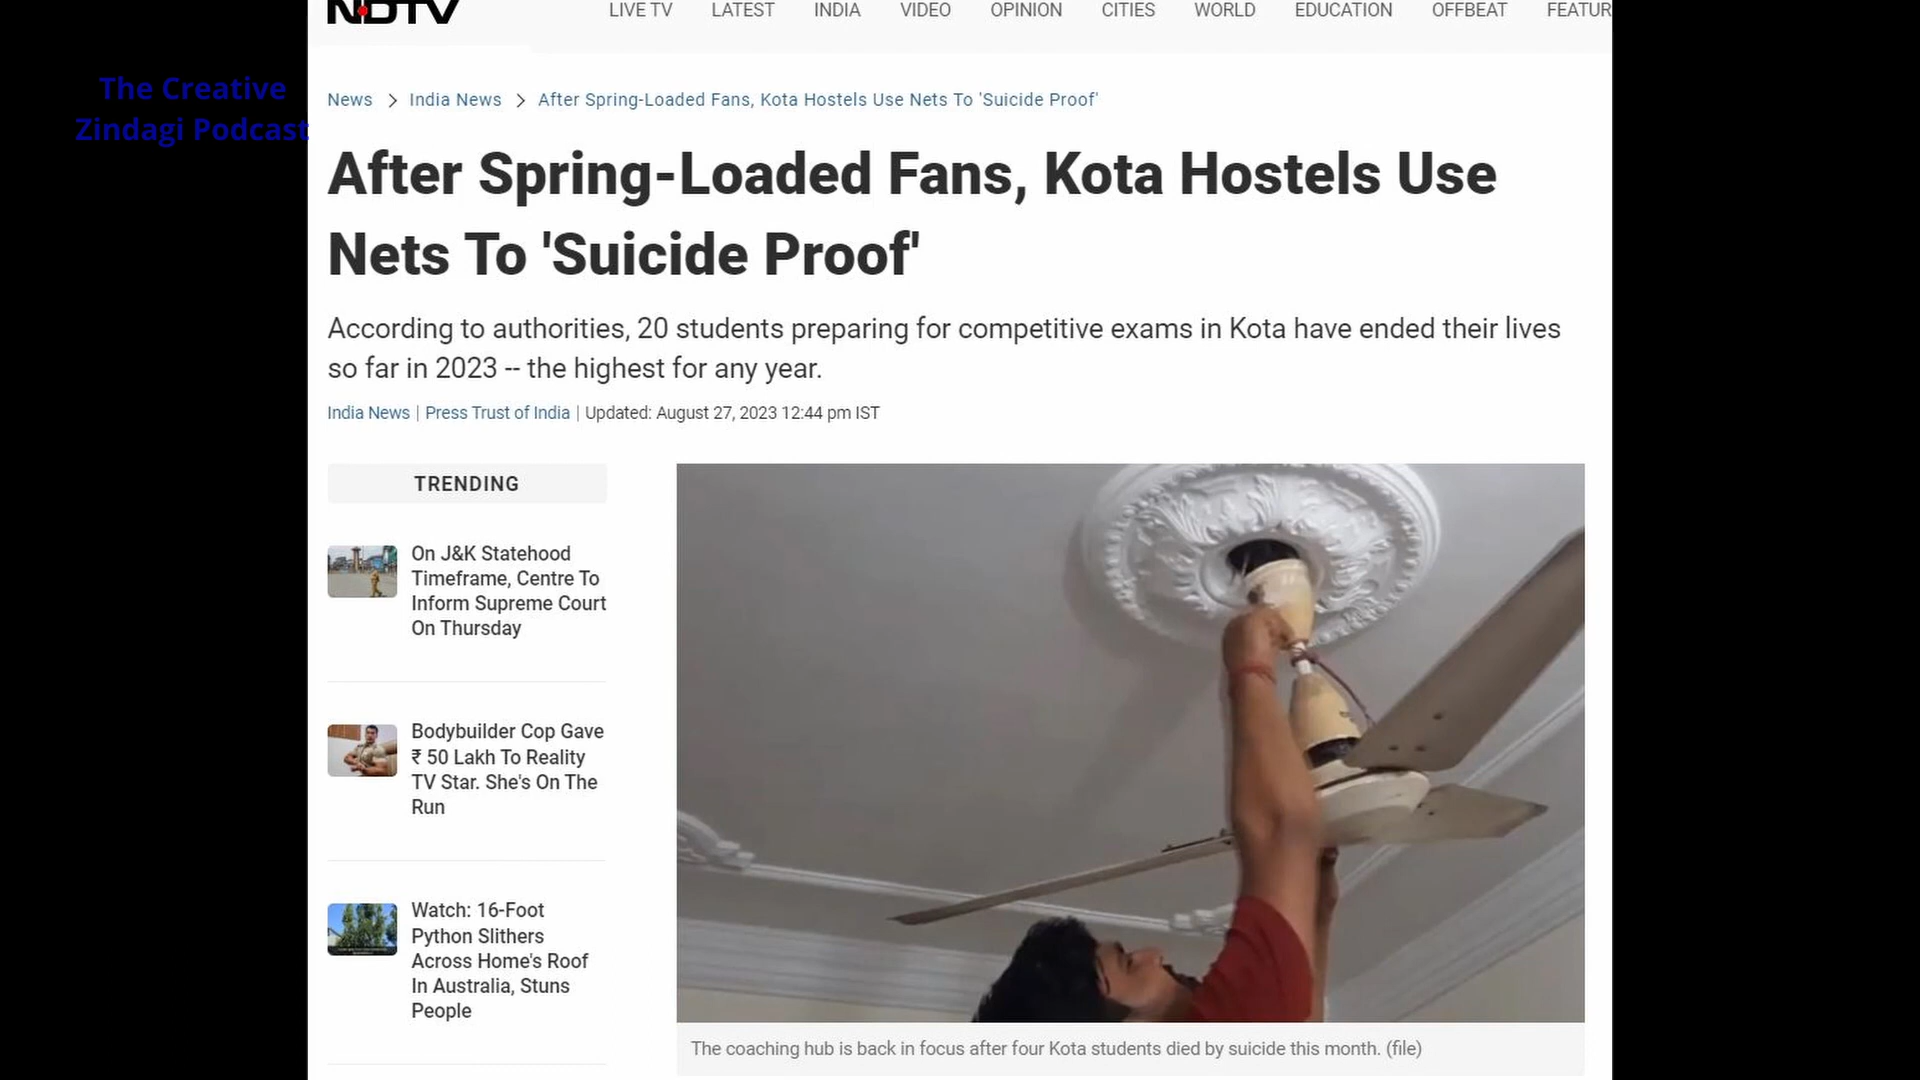 NDTV
LIVE TV LATEST INDIA VIDEO OPINION CITIES WORLD EDUCATION OFFBEAT FEATUR
The Creative
Zindagi Podcast
News > India News > After Spring-Loaded Fans, Kota Hostels Use Nets To 'Suicide Proof'
After Spring-Loaded Fans, Kota Hostels Use
Nets To 'Suicide Proof'
According to authorities, 20 students preparing for competitive exams in Kota have ended their lives
so far in 2023 -- the highest for any year.
India News | Press Trust of India | Updated: August 27, 2023 12:44 pm IST
TRENDING
On J&K Statehood
Timeframe, Centre To
Inform Supreme Court
On Thursday
Bodybuilder Cop Gave
₹ 50 Lakh To Reality
TV Star. She's On The
Run
Watch: 16-Foot
Python Slithers
Across Home's Roof
In Australia, Stuns
People
The coaching hub is back in focus after four Kota students died by suicide this month. (file)